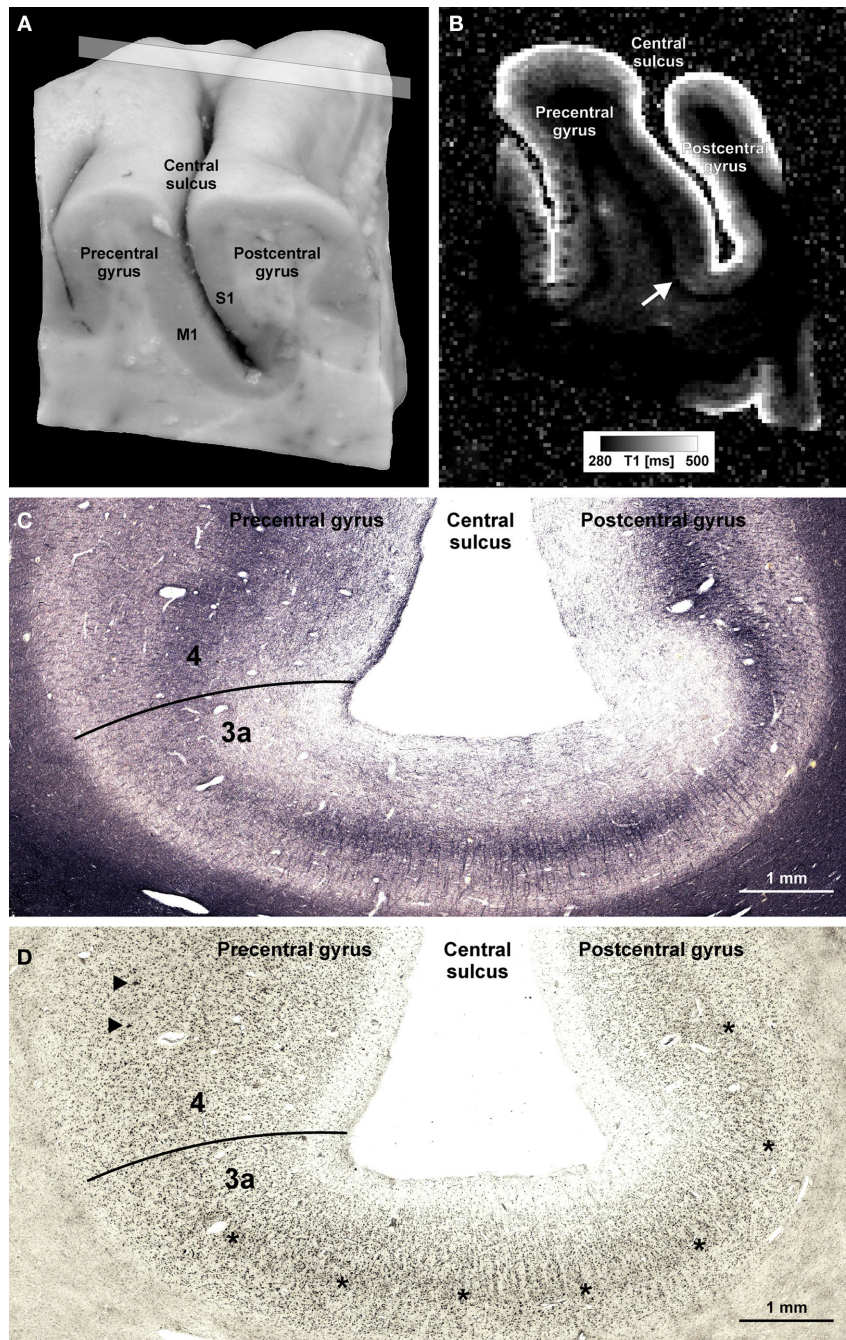 A
Central
sulcus
Precentral
gyrus
Postcentral
gyrus
S1
M1
B
Central
sulcus
Precentral
gyrus
Postcentral
gyrus
280 T1 [ms] 500
C
Precentral gyrus
Central
sulcus
Postcentral gyrus
4
3a
1 mm
D
Precentral gyrus
Central
sulcus
Postcentral gyrus
*
4
*
3a
*
*
*
*
*
1 mm